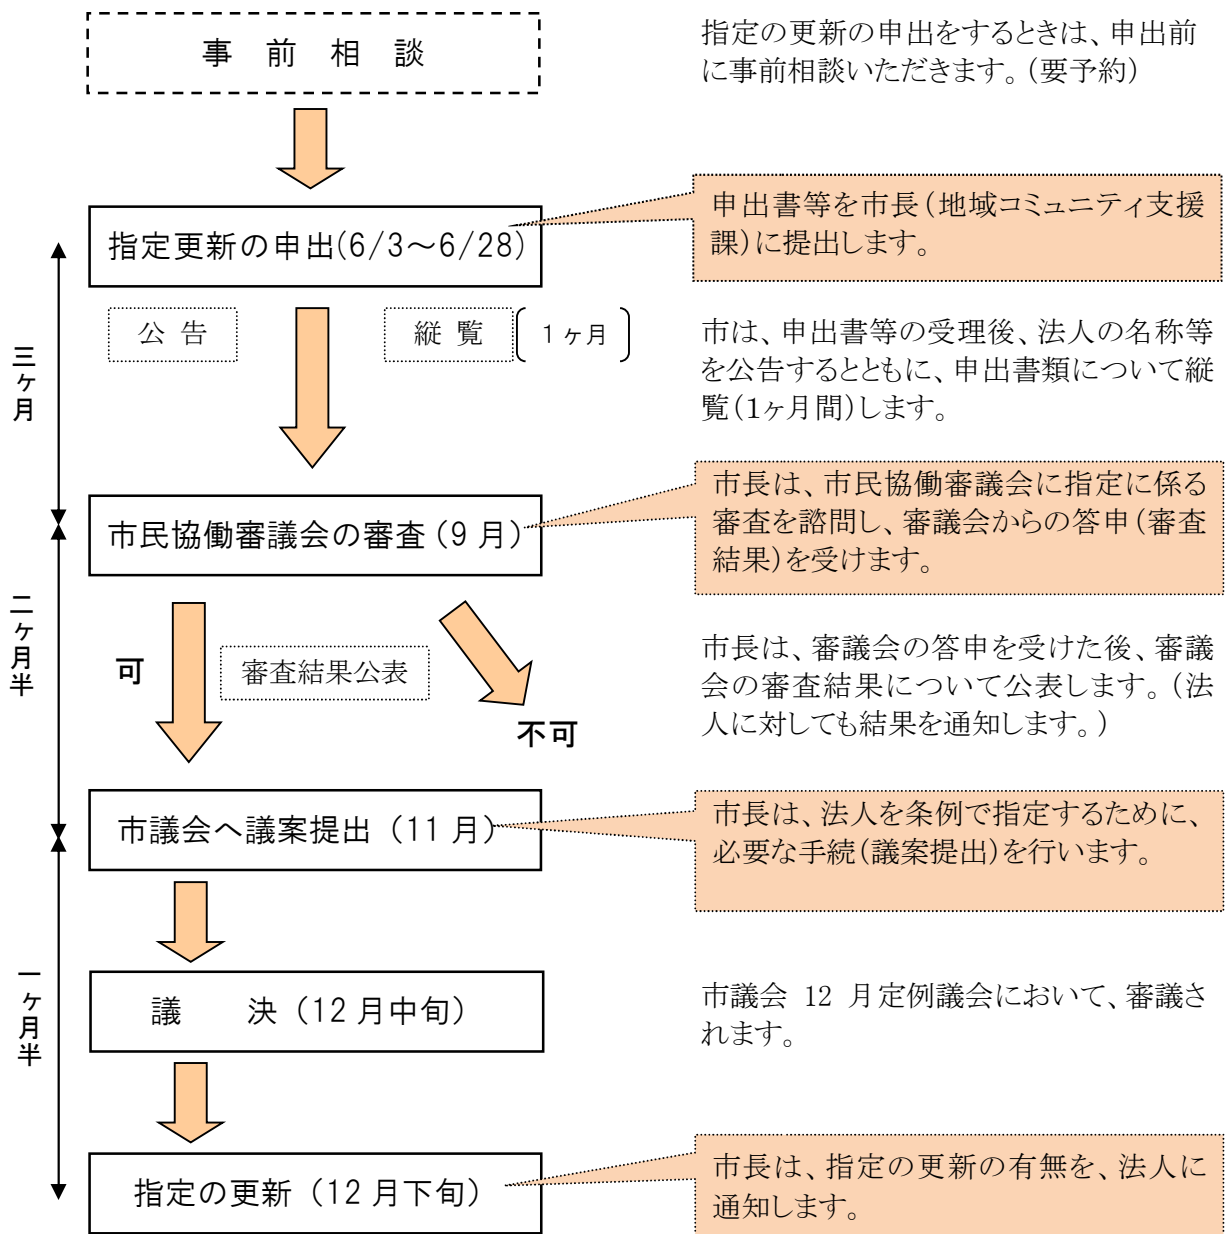 事 前 相 談
指定の更新の申出をするときは、申出前
に事前相談いただきます。(要予約)
指定更新の申出(6/3~6/28)
申出書等を市長(地域コミュニティ支援
課)に提出します。
三ヶ月
公 告
縦 覧
1ヶ月
市は、申出書等の受理後、法人の名称等
を公告するとともに、申出書類について縦
覧(1ヶ月間)します。
市民協働審議会の審査(9月)
市長は、市民協働審議会に指定に係る
審査を諮問し、審議会からの答申(審査
結果)を受けます。
二ヶ月半
可
審査結果公表
不可
市長は、審議会の答申を受けた後、審議
会の審査結果について公表します。(法
人に対しても結果を通知します。)
市議会へ議案提出(11月)
市長は、法人を条例で指定するために、
必要な手続(議案提出)を行います。
一ヶ月半
議 決(12月中旬)
市議会 12 月定例議会において、審議さ
れます。
指定の更新(12月下旬)
市長は、指定の更新の有無を、法人に
通知します。